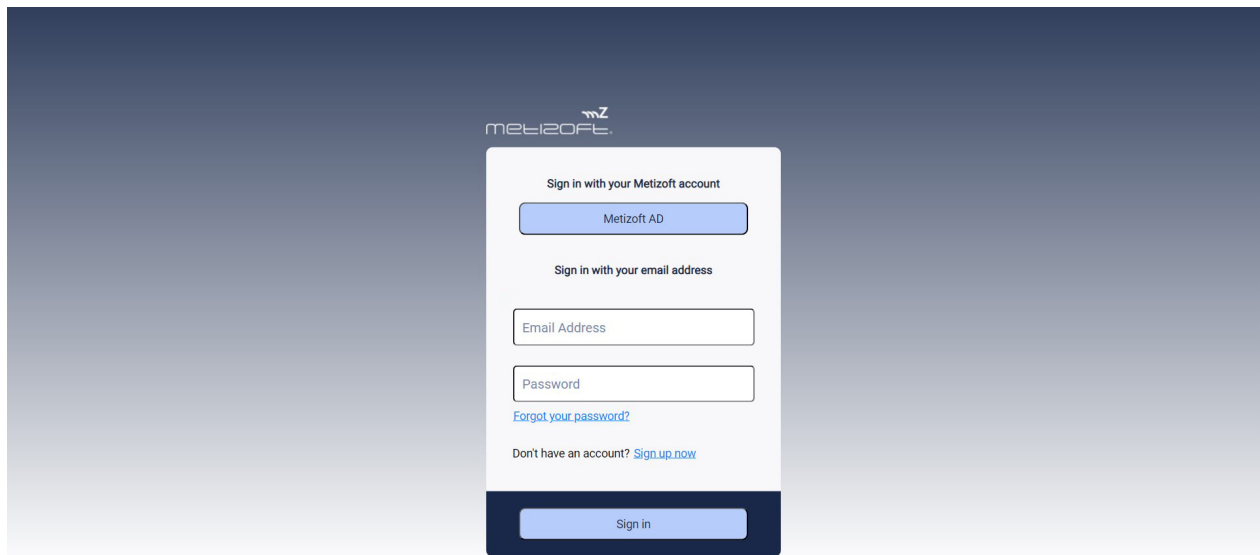 mZ
metizoft.
Sign in with your Metizoft account
Metizoft AD
Sign in with your email address
Email Address
Password
Forgot your password?
Don't have an account? Sign up now
Sign in